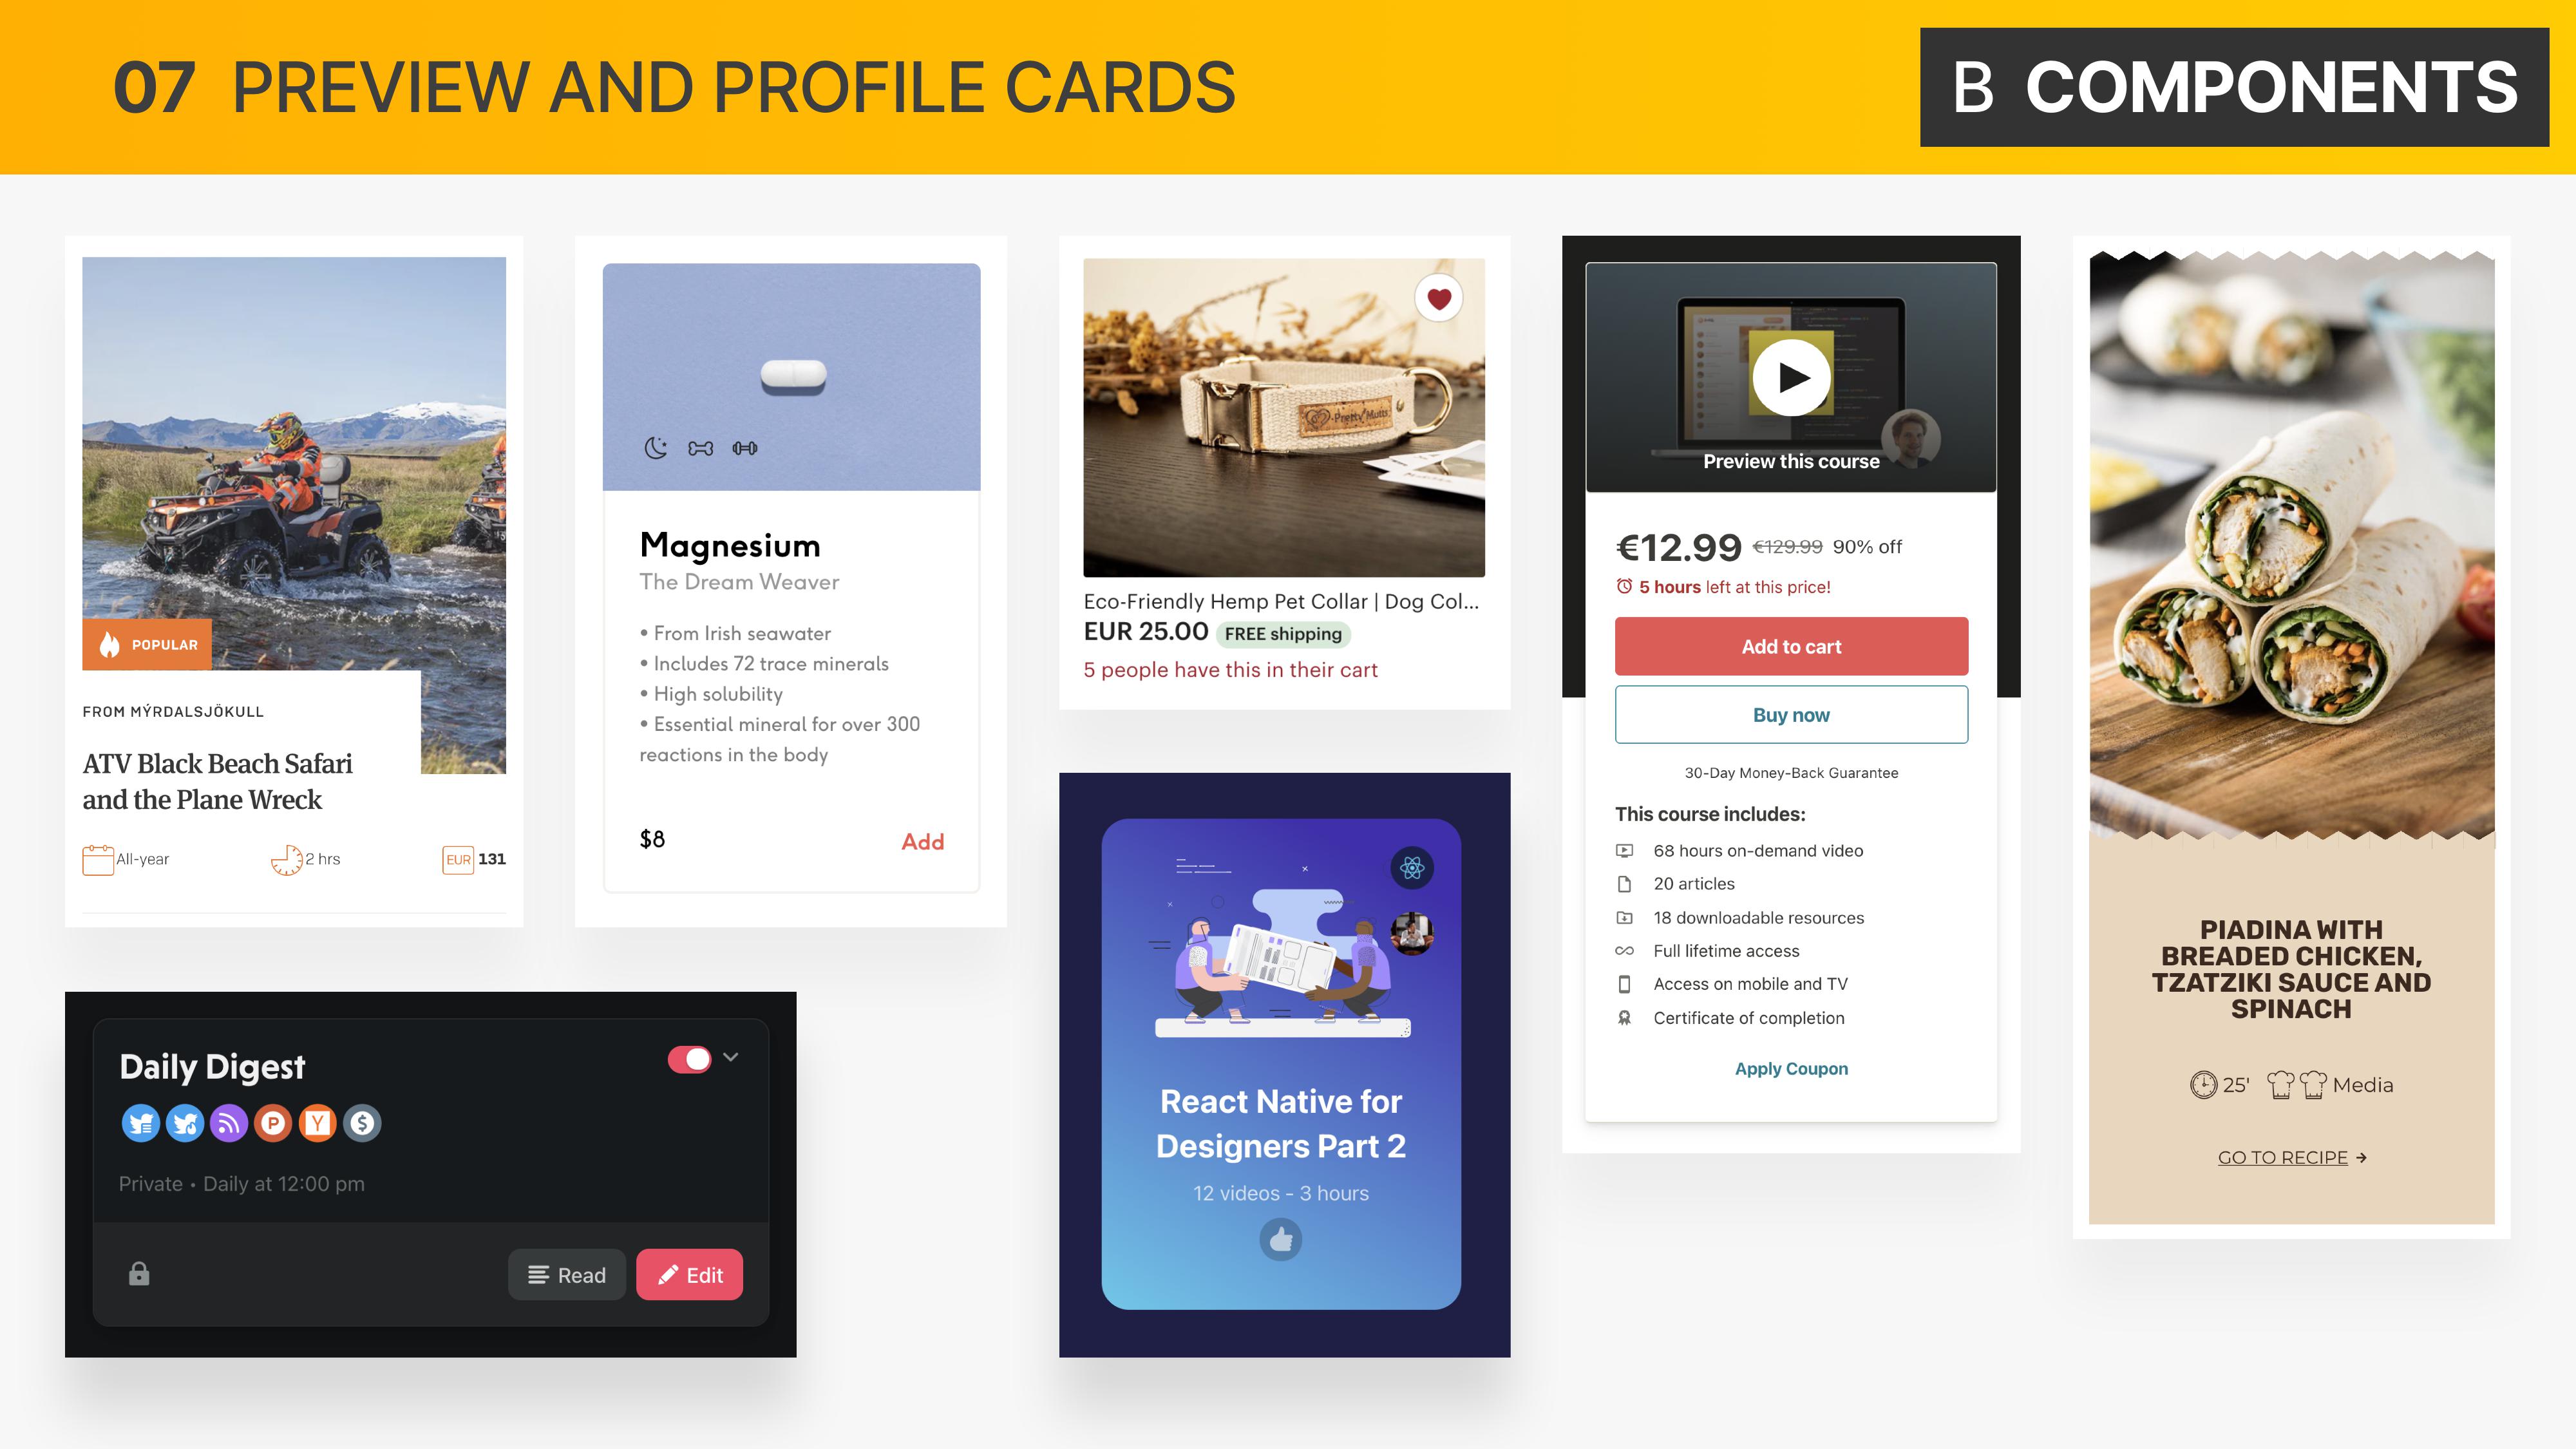 07 PREVIEW AND PROFILE CARDS
B COMPONENTS
POPULAR
FROM MÝRDALSJÖKULL
ATV Black Beach Safari
and the Plane Wreck
All-year
2 hrs
EUR 131
Magnesium
The Dream Weaver
• From Irish seawater
• Includes 72 trace minerals
• High solubility
• Essential mineral for over 300
reactions in the body
$8
Add
Pretty Mutts
Eco-Friendly Hemp Pet Collar | Dog Col...
EUR 25.00 FREE shipping
5 people have this in their cart
Preview this course
€12.99 €129.99 90% off
5 hours left at this price!
Add to cart
Buy now
30-Day Money-Back Guarantee
This course includes:
68 hours on-demand video
20 articles
18 downloadable resources
Full lifetime access
Access on mobile and TV
Certificate of completion
Apply Coupon
PIADINA WITH
BREADED CHICKEN,
TZATZIKI SAUCE AND
SPINACH
25' Media
GO TO RECIPE →
Daily Digest
P Y $
Private • Daily at 12:00 pm
Read
Edit
React Native for
Designers Part 2
12 videos - 3 hours